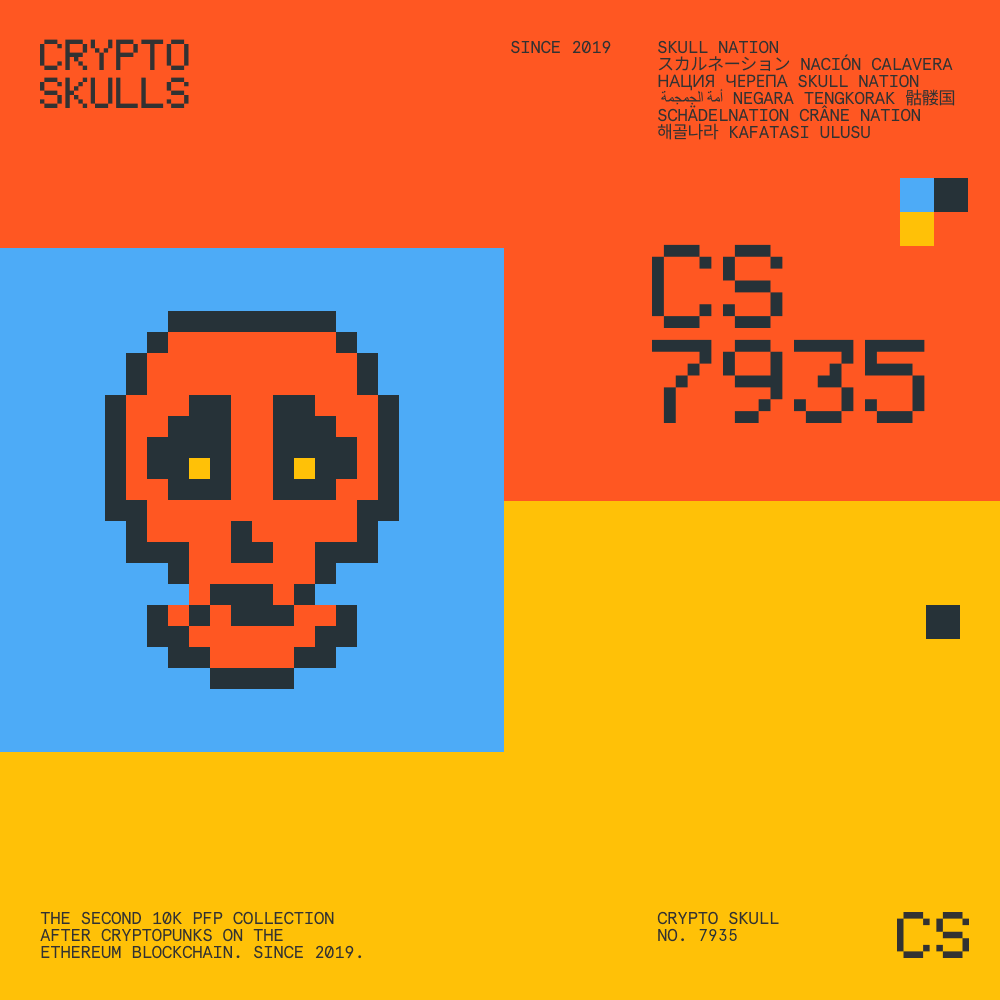 CRYPTO
SKULLS
SINCE 2019
SKULL NATION
スカルネーション NACIÓN CALAVERA
НАЦИЯ ЧЕРЕПА SKULL NATION
أمة الجمجمة NEGARA TENGKORAK 骷髅国
SCHÄDELNATION CRÂNE NATION
해골나라 KAFATASI ULUSU
CS
7935
THE SECOND 10K PFP COLLECTION
AFTER CRYPTOPUNKS ON THE
ETHEREUM BLOCKCHAIN. SINCE 2019.
CRYPTO SKULL
NO. 7935
CS